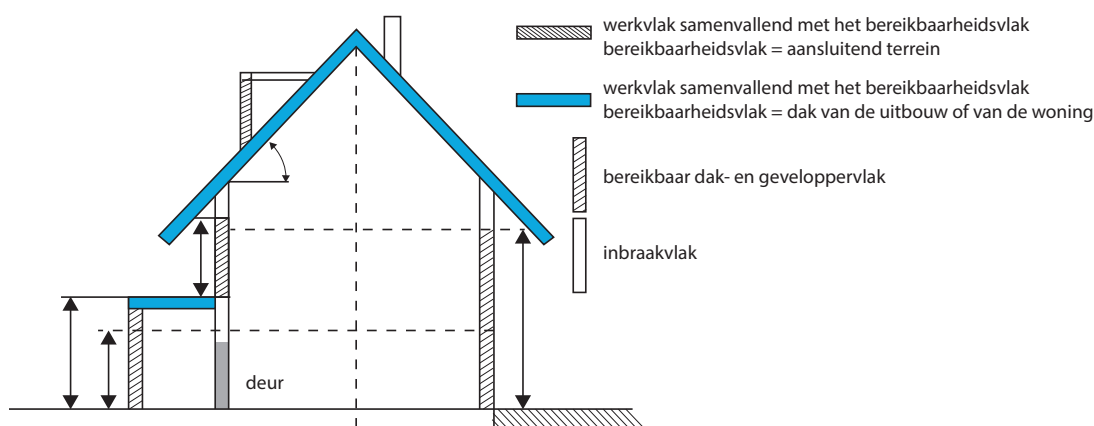 werkvlak samenvallend met het bereikbaarheidsvlak
bereikbaarheidsvlak = aansluitend terrein
werkvlak samenvallend met het bereikbaarheidsvlak
bereikbaarheidsvlak = dak van de uitbouw of van de woning
bereikbaar dak- en geveloppervlak
inbraakvlak
deur